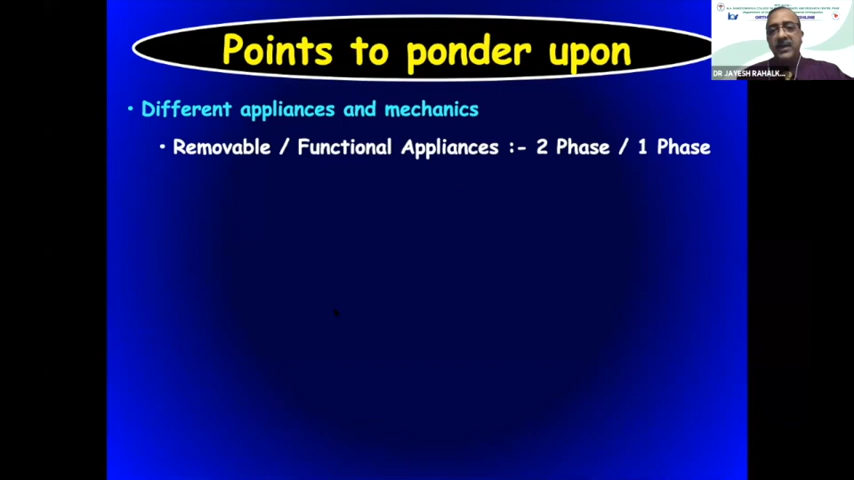 Points to ponder upon
• Different appliances and mechanics
• Removable / Functional Appliances :- 2 Phase / 1 Phase
DR JAYESH RAHALK...